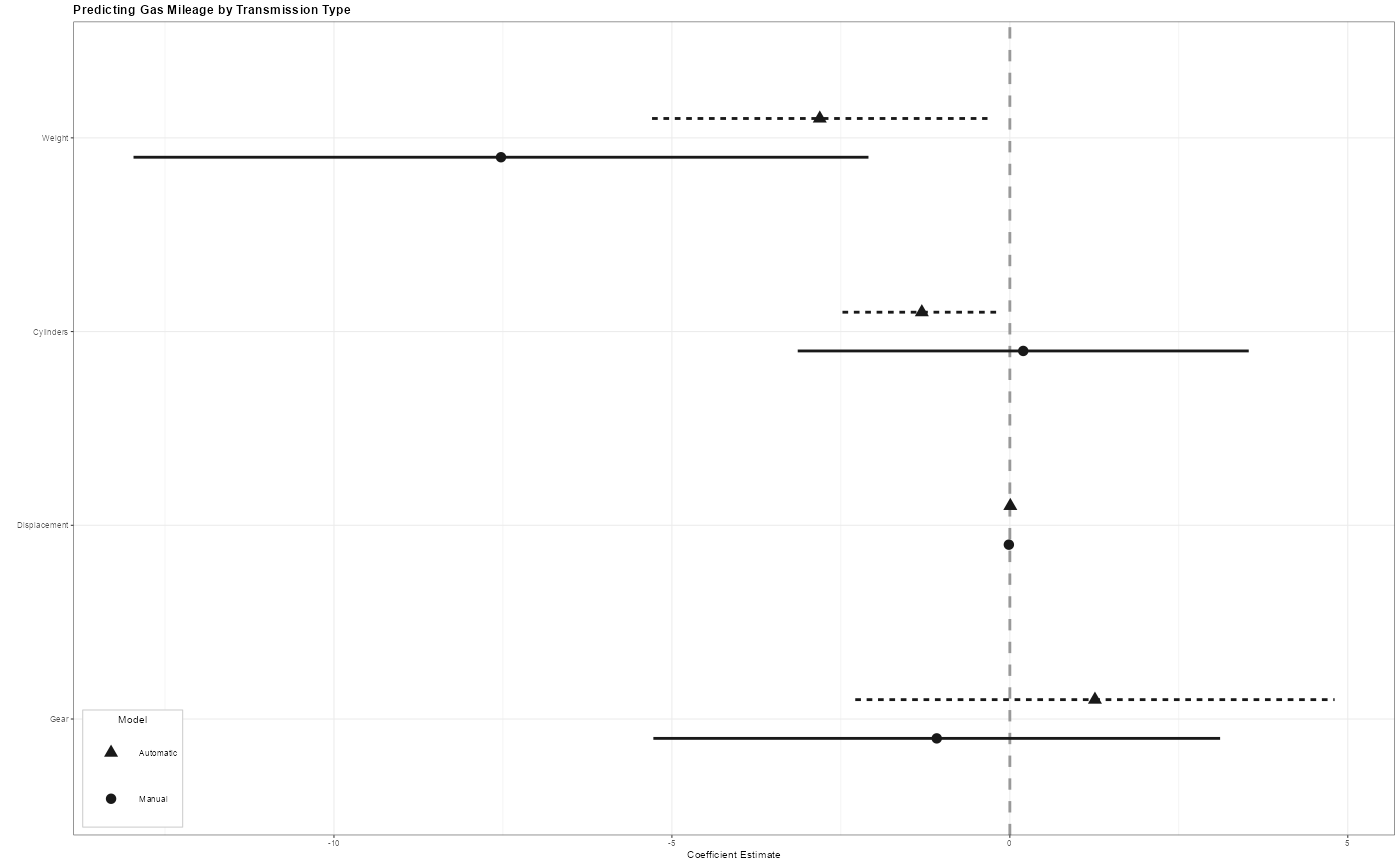 Predicting Gas Mileage by Transmission Type
Weight
Cylinders
Displacement
Gear
Model
Automatic
Manual
-10
-5
0
5
Coefficient Estimate